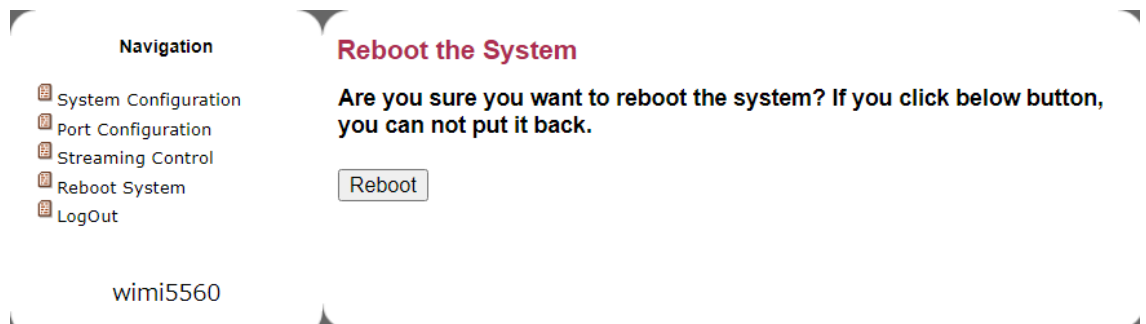 Navigation
System Configuration
Port Configuration
Streaming Control
Reboot System
LogOut
wimi5560
Reboot the System
Are you sure you want to reboot the system? If you click below button,
you can not put it back.
Reboot